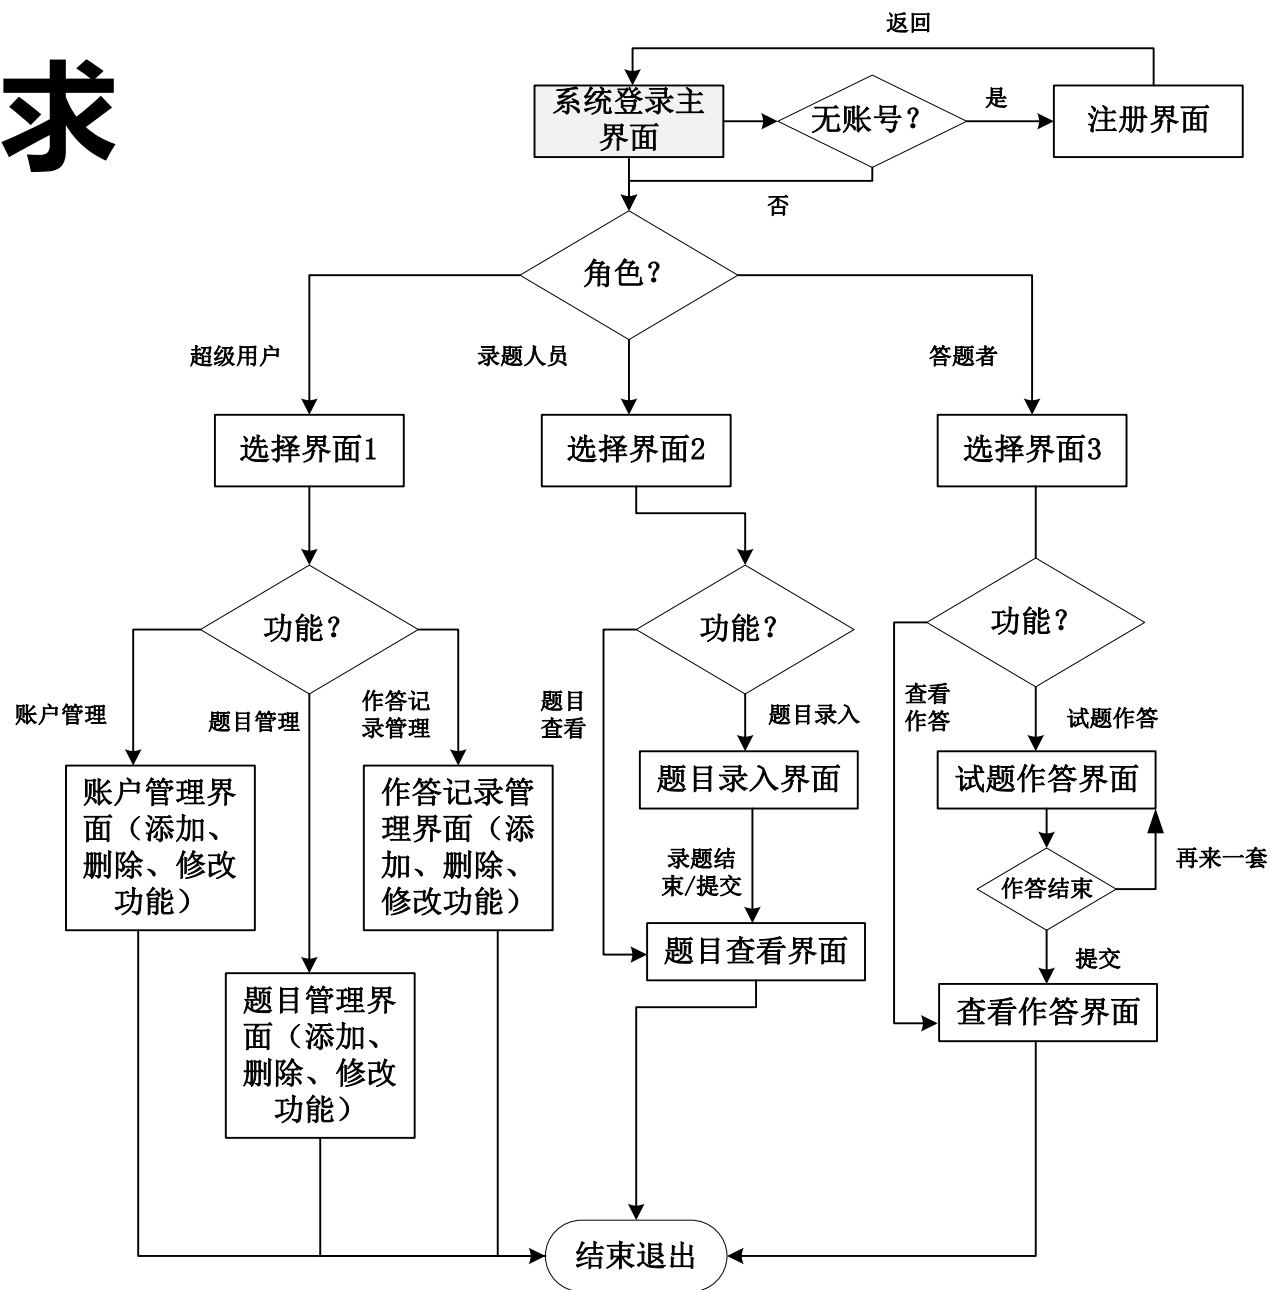 返回
求
系统登录主
界面
无账号？
是
注册界面
否
角色？
超级用户
录题人员
答题者
选择界面1
选择界面2
选择界面3
功能？
功能？
功能？
账户管理
题目管理
作答记
录管理
题目
查看
题目录入
查看
作答
试题作答
账户管理界
面（添加、
删除、修改
功能）
作答记录管
理界面（添
加、删除、
修改功能）
题目录入界面
试题作答界面
录题结
束/提交
作答结束
再来一套
题目查看界面
提交
题目管理界
面（添加、
删除、修改
功能）
查看作答界面
结束退出